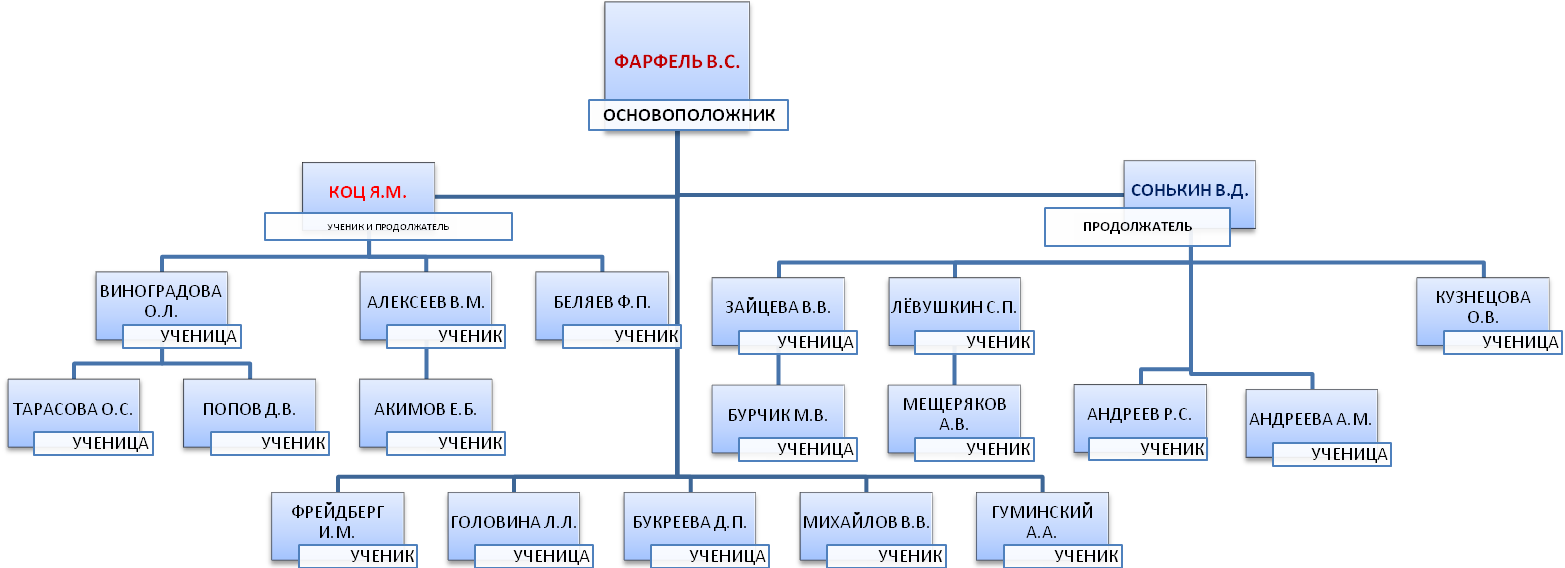 ФАРФЕЛЬ В.С.
ОСНОВОПОЛОЖНИК
КОЦ Я.М.
УЧЕНИК И ПРОДОЛЖАТЕЛЬ
СОНЬКИН В.Д.
ПРОДОЛЖАТЕЛЬ
ВИНОГРАДОВА
О.Л.
УЧЕНИЦА
АЛЕКСЕЕВ В.М.
УЧЕНИК
БЕЛЯЕВ Ф.П.
УЧЕНИК
ЗАЙЦЕВА В.В.
УЧЕНИЦА
ЛЁВУШКИН С.П.
УЧЕНИК
КУЗНЕЦОВА
О.В.
УЧЕНИЦА
ТАРАСОВА О.С.
УЧЕНИЦА
ПОПОВ Д.В.
УЧЕНИК
АКИМОВ Е.Б.
УЧЕНИК
БУРЧИК М.В.
УЧЕНИЦА
МЕЩЕРЯКОВ
А.В.
УЧЕНИК
АНДРЕЕВ Р.С.
УЧЕНИК
АНДРЕЕВА А.М.
УЧЕНИЦА
ФРЕЙДБЕРГ
И.М.
УЧЕНИК
ГОЛОВИНА Л.Л.
УЧЕНИЦА
БУКРЕЕВА Д.П.
УЧЕНИЦА
МИХАЙЛОВ В.В.
УЧЕНИК
ГУМИНСКИЙ
А.А.
УЧЕНИК